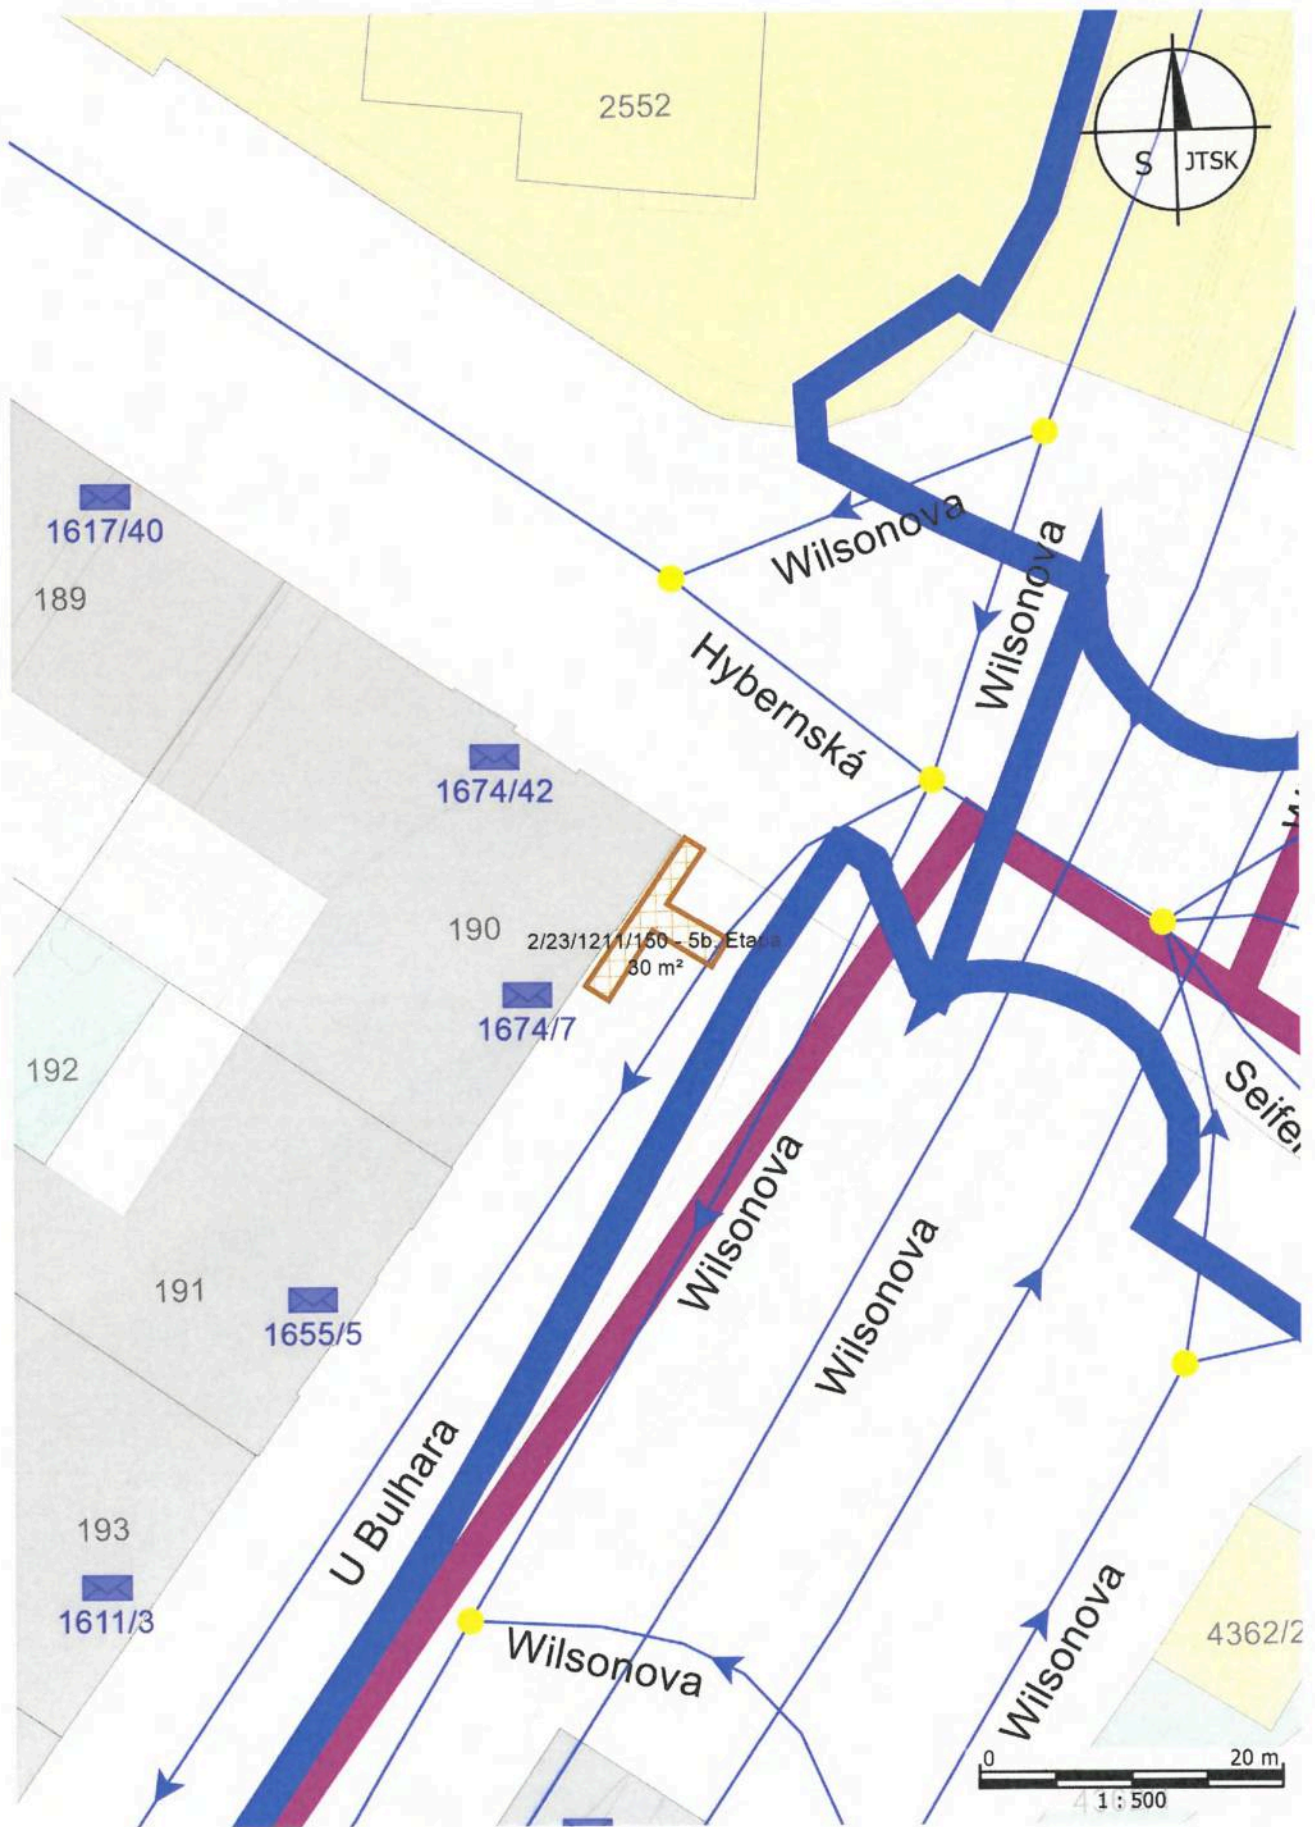 2552
S JTSK
1617/40
189
Wilsonova
Wilsonova
Hybernská
1674/42
190
2/23/1211/150 - 5b. Etapa
30 m²
1674/7
192
Seifer
Wilsonova
Wilsonova
191
1655/5
U Bulhara
193
1611/3
Wilsonova
Wilsonova
4362/2
0 20 m
1 : 500